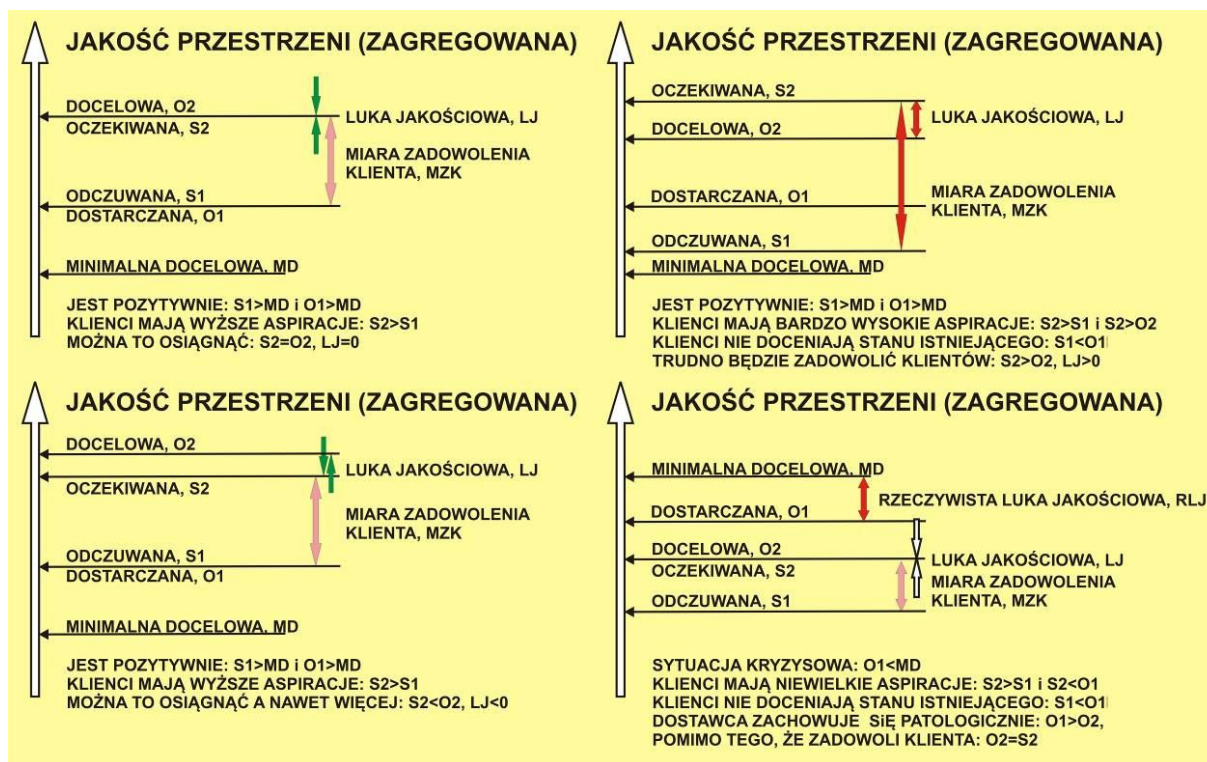 JAKOŚĆ PRZESTRZENI (ZAGREGOWANA)
DOCELOWA, O2
OCZEKIWANA, S2
LUKA JAKOŚCIOWA, LJ
MIARA ZADOWOLENIA
KLIENTA, MZK
ODCZUWANA, S1
DOSTARCZANA, O1
MINIMALNA DOCELOWA, MD
JEST POZYTYWNIE: S1>MD i O1>MD
KLIENCI MAJĄ WYŻSZE ASPIRACJE: S2>S1
MOŻNA TO OSIĄGNĄĆ: S2=O2, LJ=0
JAKOŚĆ PRZESTRZENI (ZAGREGOWANA)
OCZEKIWANA, S2
LUKA JAKOŚCIOWA, LJ
DOCELOWA, O2
DOSTARCZANA, O1
MIARA ZADOWOLENIA
KLIENTA, MZK
ODCZUWANA, S1
MINIMALNA DOCELOWA, MD
JEST POZYTYWNIE: S1>MD i O1>MD
KLIENCI MAJĄ BARDZO WYSOKIE ASPIRACJE: S2>S1 i S2>O2
KLIENCI NIE DOCENIAJĄ STANU ISTNIEJĄCEGO: S1<O1
TRUDNO BĘDZIE ZADOWOLIĆ KLIENTÓW: S2>O2, LJ>0
JAKOŚĆ PRZESTRZENI (ZAGREGOWANA)
DOCELOWA, O2
LUKA JAKOŚCIOWA, LJ
OCZEKIWANA, S2
MIARA ZADOWOLENIA
KLIENTA, MZK
ODCZUWANA, S1
DOSTARCZANA, O1
MINIMALNA DOCELOWA, MD
JEST POZYTYWNIE: S1>MD i O1>MD
KLIENCI MAJĄ WYŻSZE ASPIRACJE: S2>S1
MOŻNA TO OSIĄGNĄĆ A NAWET WIĘCEJ: S2<O2, LJ<0
JAKOŚĆ PRZESTRZENI (ZAGREGOWANA)
MINIMALNA DOCELOWA, MD
RZECZYWISTA LUKA JAKOŚCIOWA, RLJ
DOSTARCZANA, O1
DOCELOWA, O2
LUKA JAKOŚCIOWA, LJ
OCZEKIWANA, S2
MIARA ZADOWOLENIA
KLIENTA, MZK
ODCZUWANA, S1
SYTUACJA KRYZYSOWA: O1<MD
KLIENCI MAJĄ NIEWIELKIE ASPIRACJE: S2>S1 i S2<O1
KLIENCI NIE DOCENIAJĄ STANU ISTNIEJĄCEGO: S1<O1
DOSTAWCA ZACHOWUJE SiĘ PATOLOGICZNIE: O1>O2,
POMIMO TEGO, ŻE ZADOWOLI KLIENTA: O2=S2